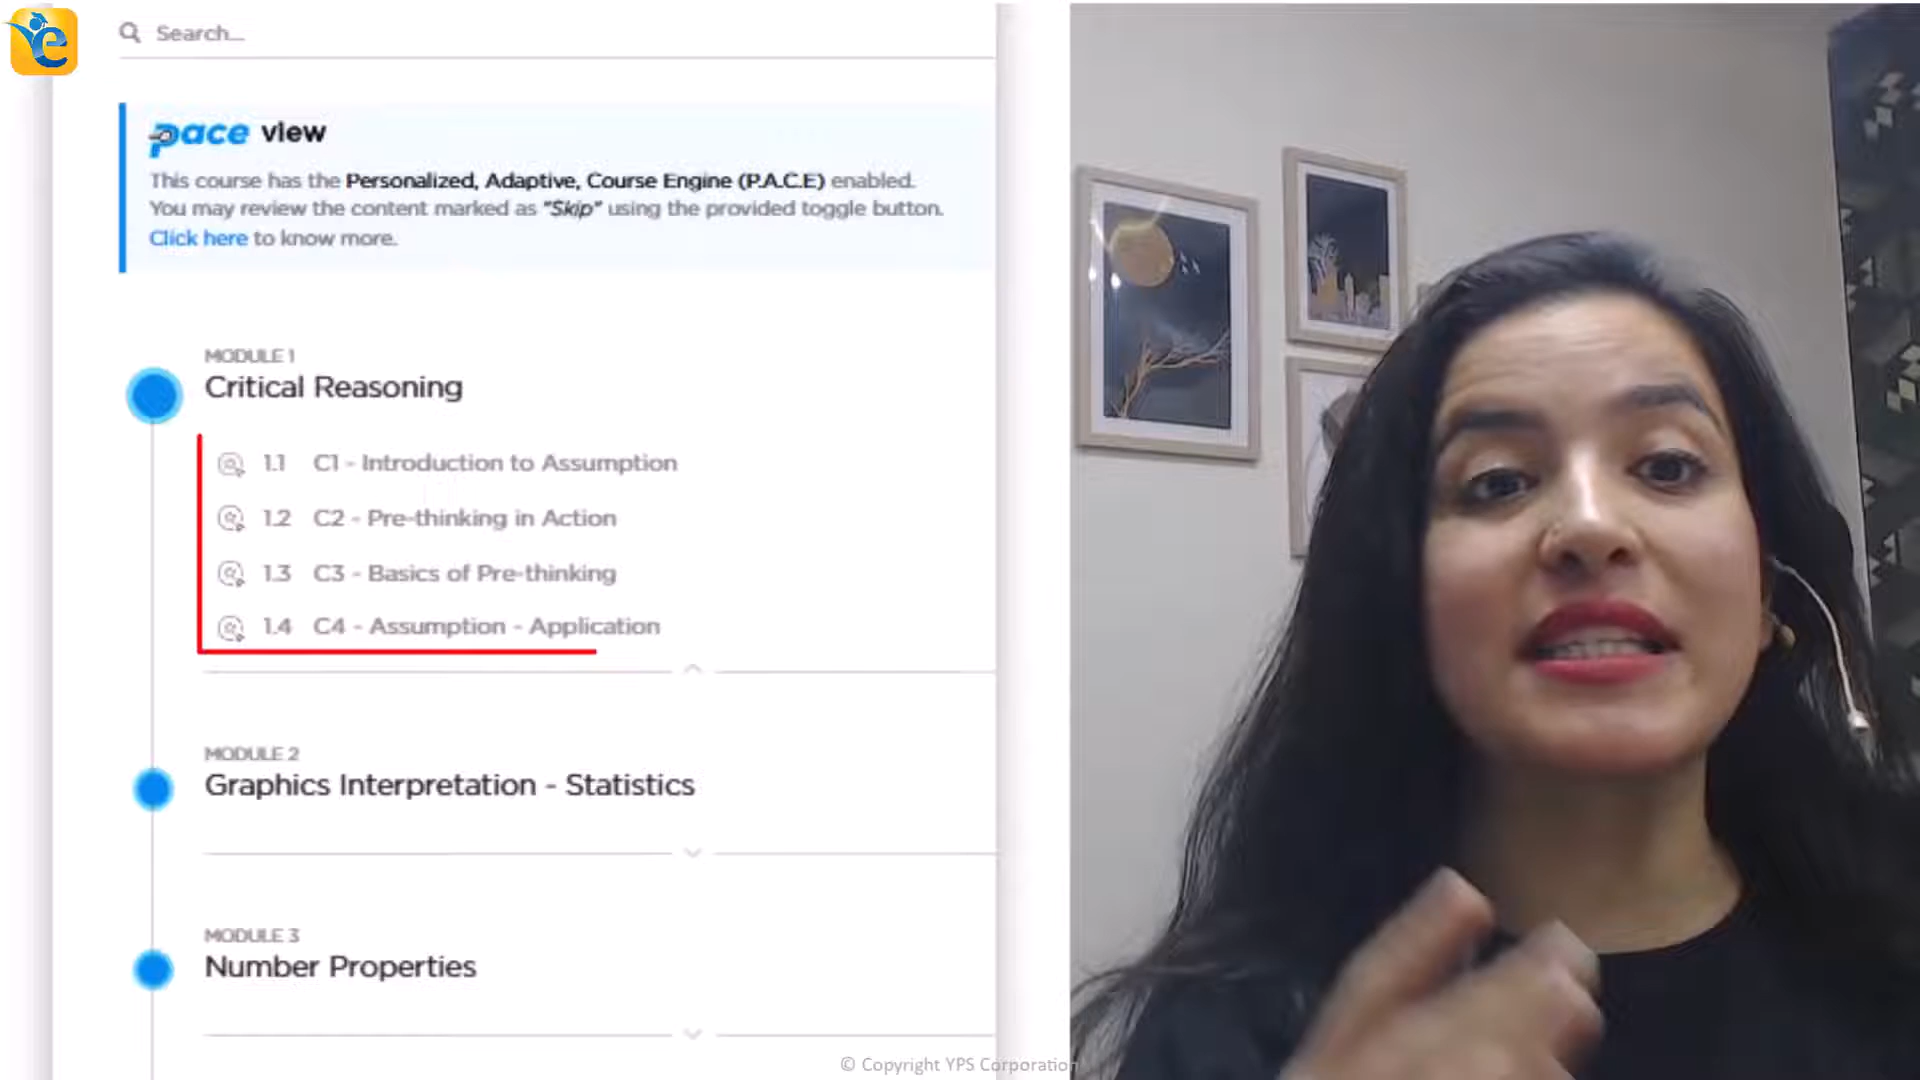 Search...
pace view
This course has the Personalized, Adaptive, Course Engine (P.A.C.E) enabled.
You may review the content marked as "Skip" using the provided toggle button.
Click here to know more.
MODULE 1
Critical Reasoning
1.1 C1 - Introduction to Assumption
1.2 C2 - Pre-thinking in Action
1.3 C3 - Basics of Pre-thinking
1.4 C4 - Assumption - Application
MODULE 2
Graphics Interpretation - Statistics
MODULE 3
Number Properties
© Copyright YPS Corporation